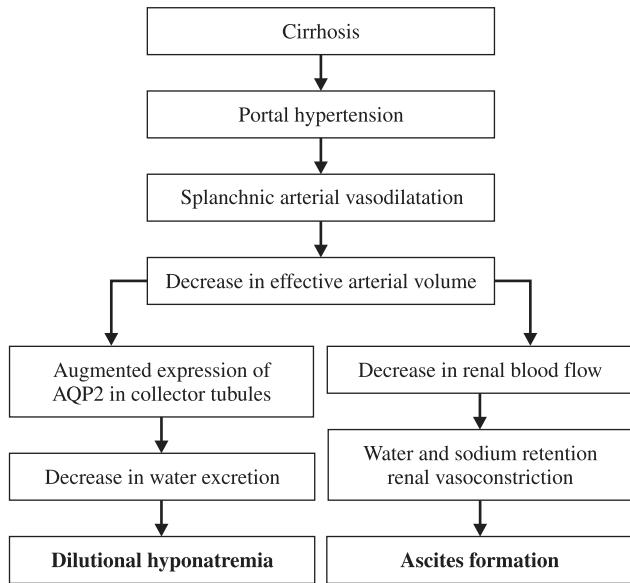 Cirrhosis
Portal hypertension
Splanchnic arterial vasodilatation
Decrease in effective arterial volume
Augmented expression of
AQP2 in collector tubules
Decrease in water excretion
Dilutional hyponatremia
Decrease in renal blood flow
Water and sodium retention
renal vasoconstriction
Ascites formation